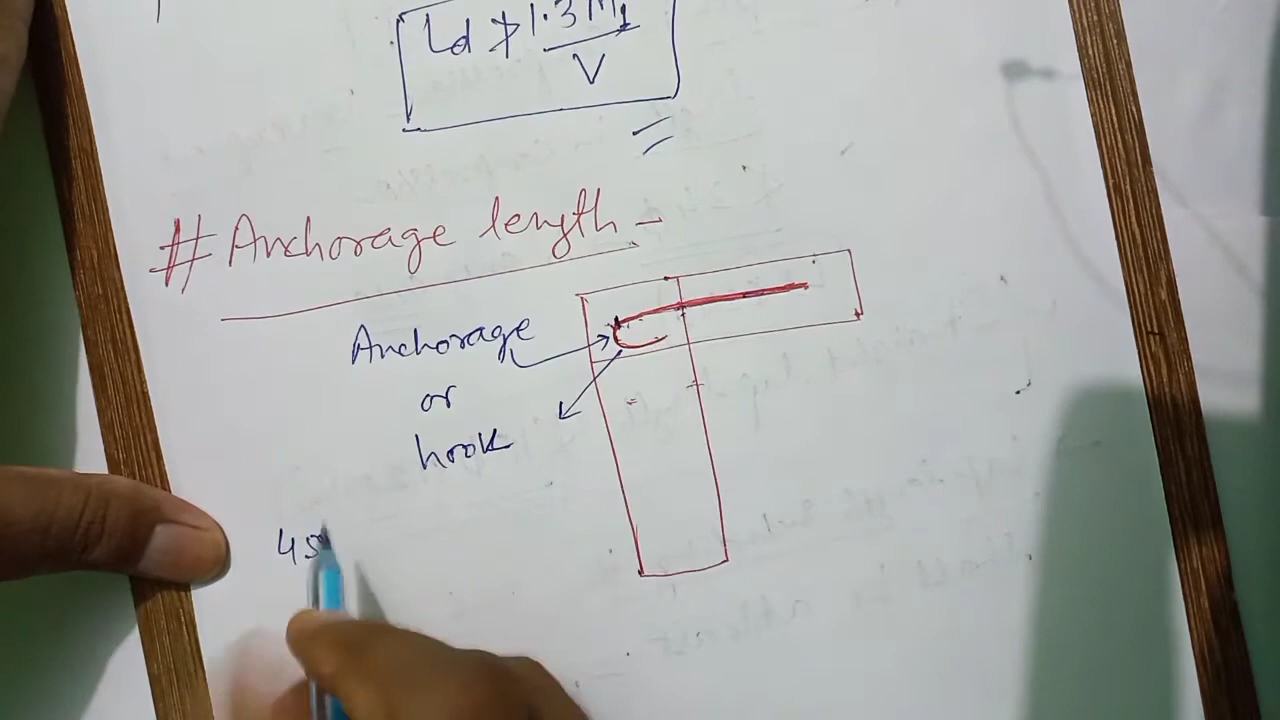 Ld ≯ 1.3 M1
V
# Anchorage length -
Anchorage
or
hook
45